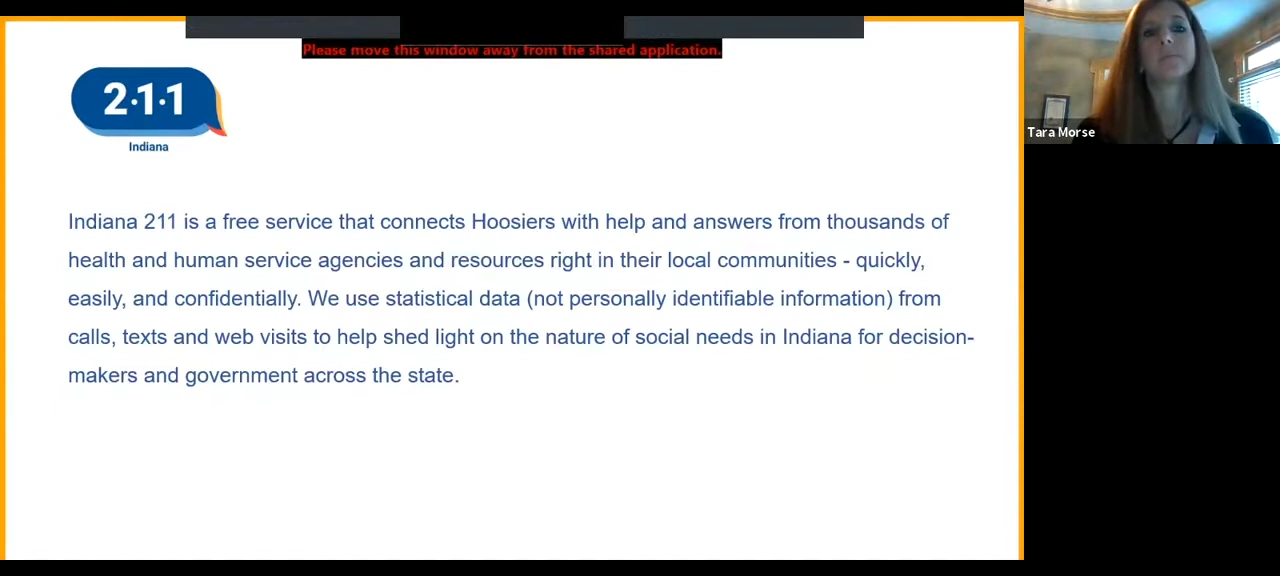 Please move this window away from the shared application.
2·1·1
Indiana
Tara Morse
Indiana 211 is a free service that connects Hoosiers with help and answers from thousands of
health and human service agencies and resources right in their local communities - quickly,
easily, and confidentially. We use statistical data (not personally identifiable information) from
calls, texts and web visits to help shed light on the nature of social needs in Indiana for decision-
makers and government across the state.